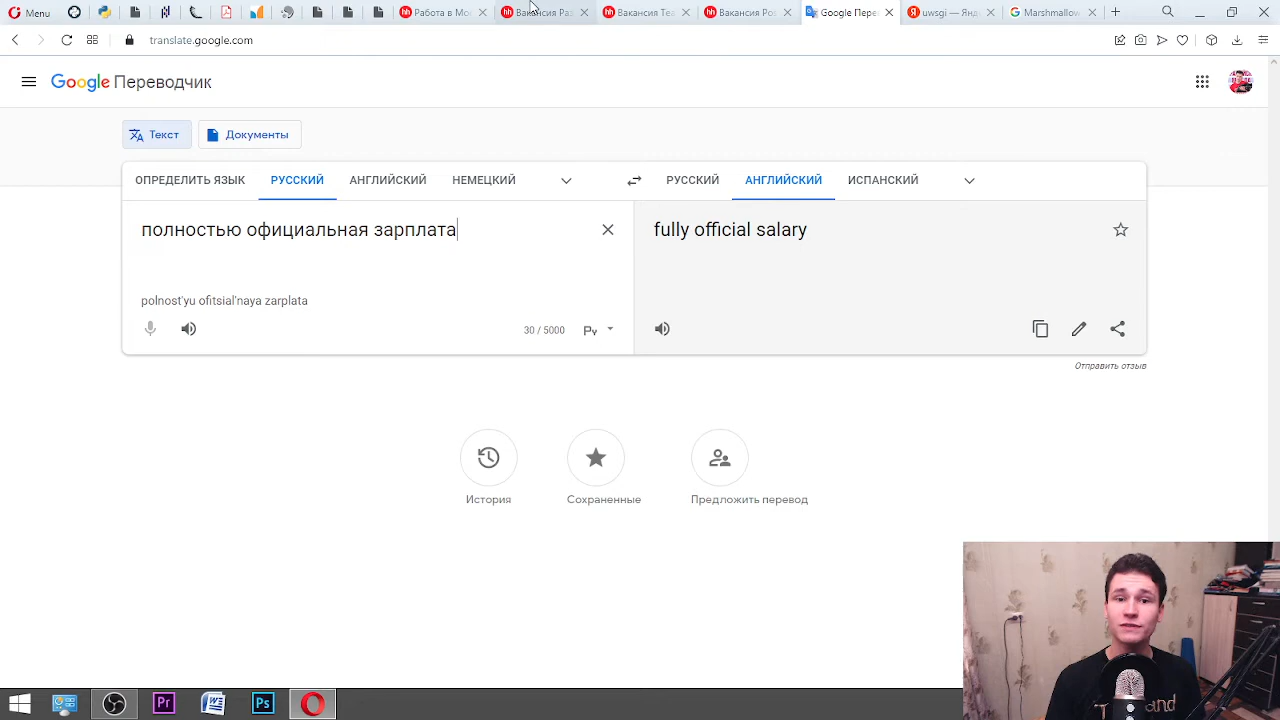 Menu
Работа в Мо
Вакансия Раз
Вакансия Теа
Вакансия Ро
Google Пере
uwsgi — Янд
Marshmallow
translate.google.com
Google Переводчик
Текст
Документы
ОПРЕДЕЛИТЬ ЯЗЫК РУССКИЙ АНГЛИЙСКИЙ НЕМЕЦКИЙ
РУССКИЙ АНГЛИЙСКИЙ ИСПАНСКИЙ
полностью официальная зарплата
fully official salary
polnost'yu ofitsial'naya zarplata
30 / 5000
Ру
Отправить отзыв
История
Сохраненные
Предложить перевод